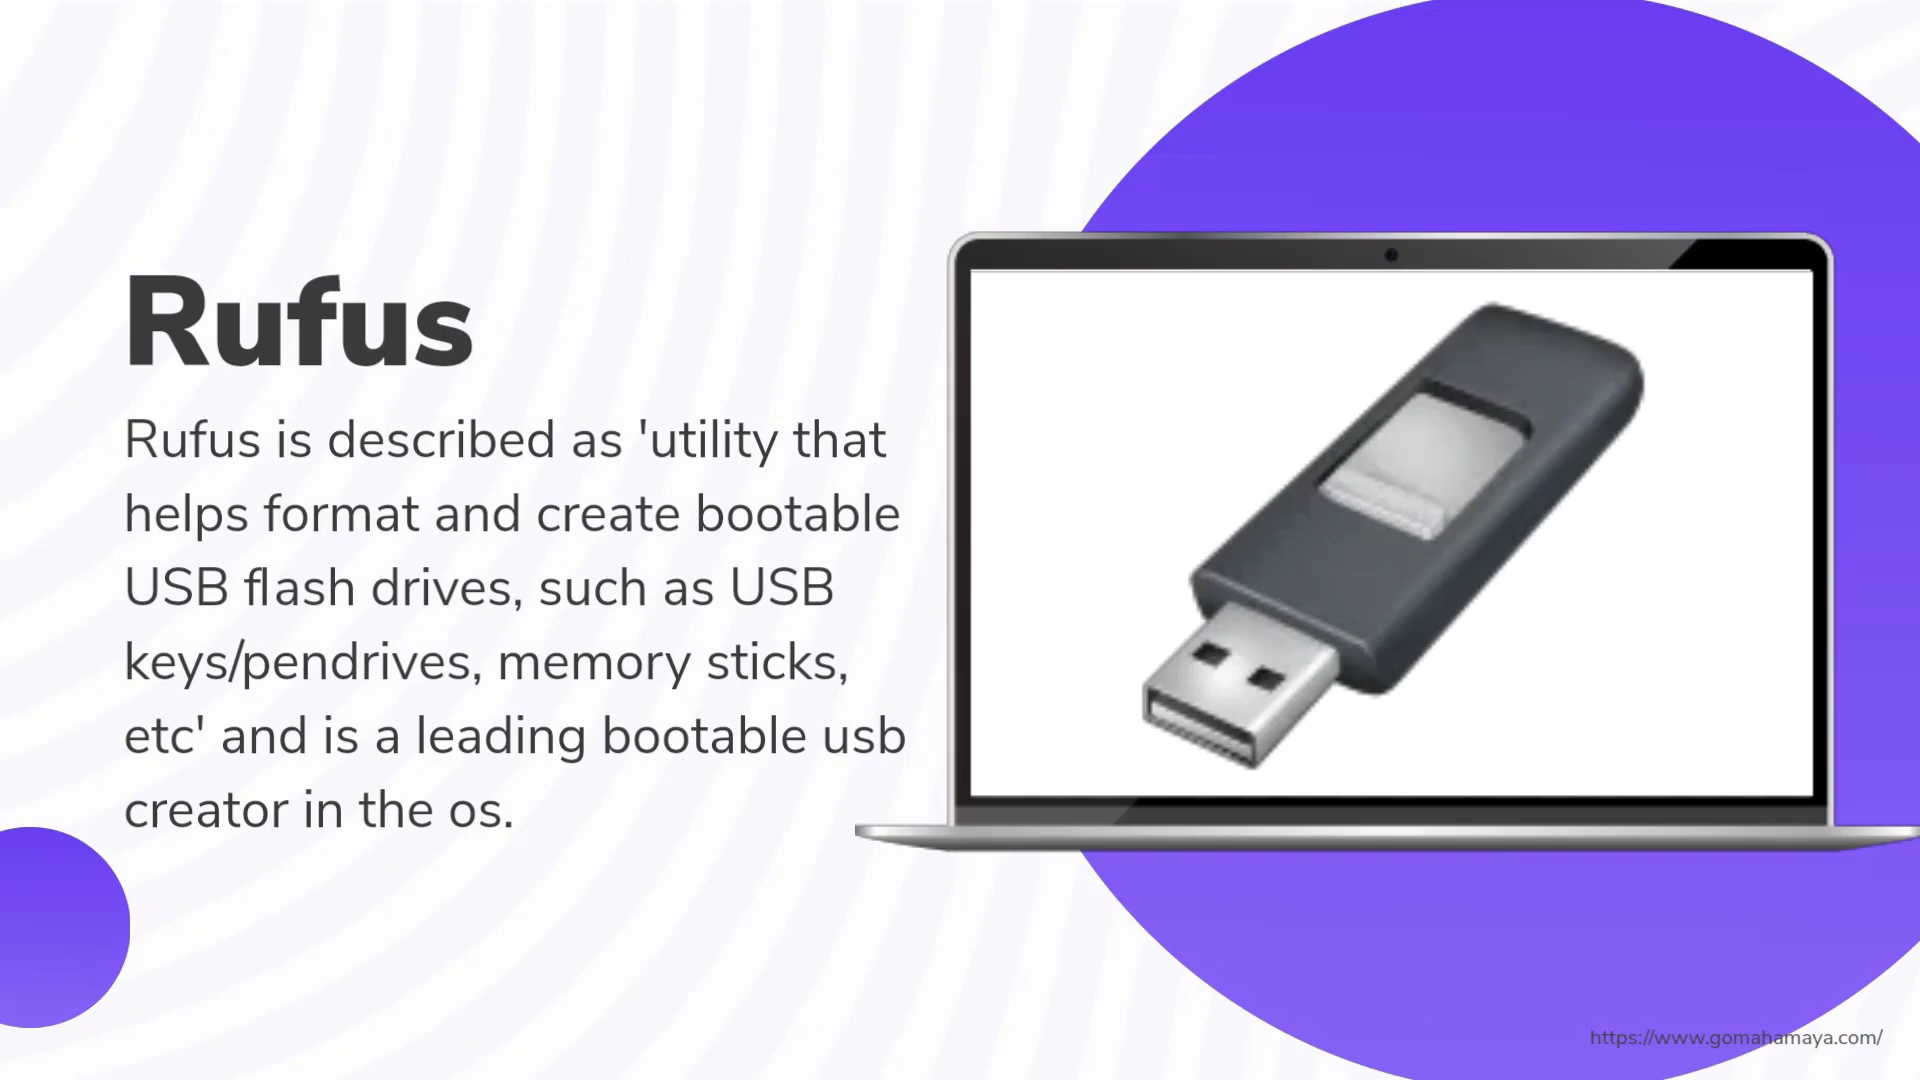 Rufus
Rufus is described as 'utility that
helps format and create bootable
USB flash drives, such as USB
keys/pendrives, memory sticks,
etc' and is a leading bootable usb
creator in the os.
https://www.gomahamaya.com/